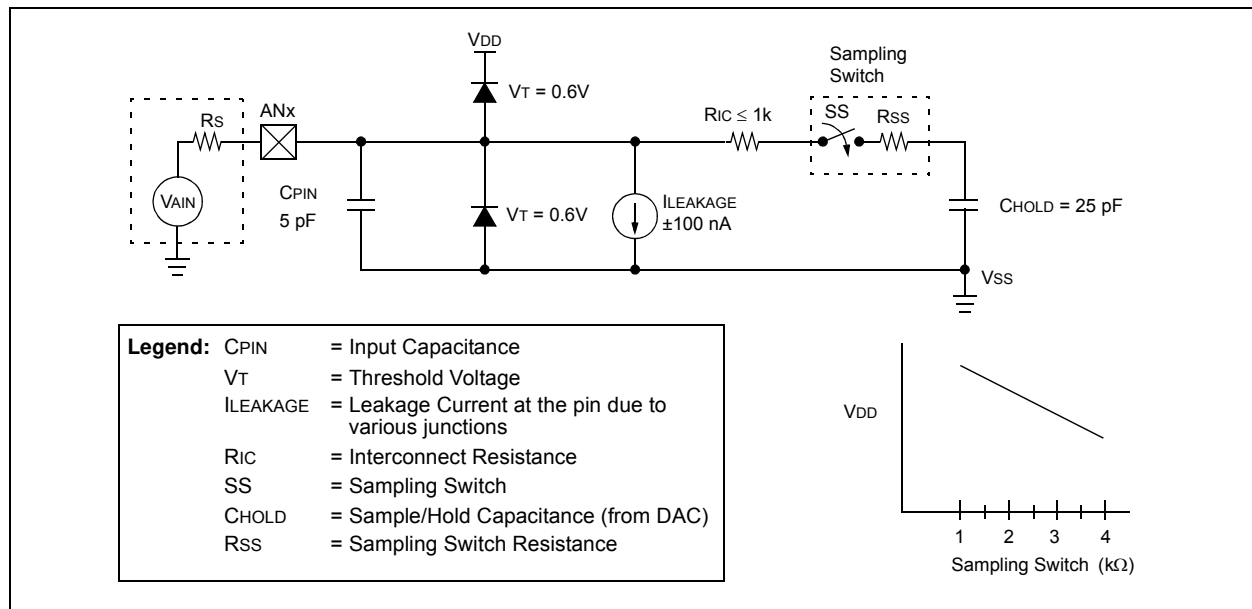 VDD
Sampling
Switch
VT = 0.6V
RS
ANx
RIC ≤ 1k
SS
RSS
VAIN
CPIN
5 pF
VT = 0.6V
ILEAKAGE
±100 nA
CHOLD = 25 pF
VSS
Legend: CPIN = Input Capacitance
VT = Threshold Voltage
ILEAKAGE = Leakage Current at the pin due to
various junctions
RIC = Interconnect Resistance
SS = Sampling Switch
CHOLD = Sample/Hold Capacitance (from DAC)
RSS = Sampling Switch Resistance
VDD
1 2 3 4
Sampling Switch (kΩ)